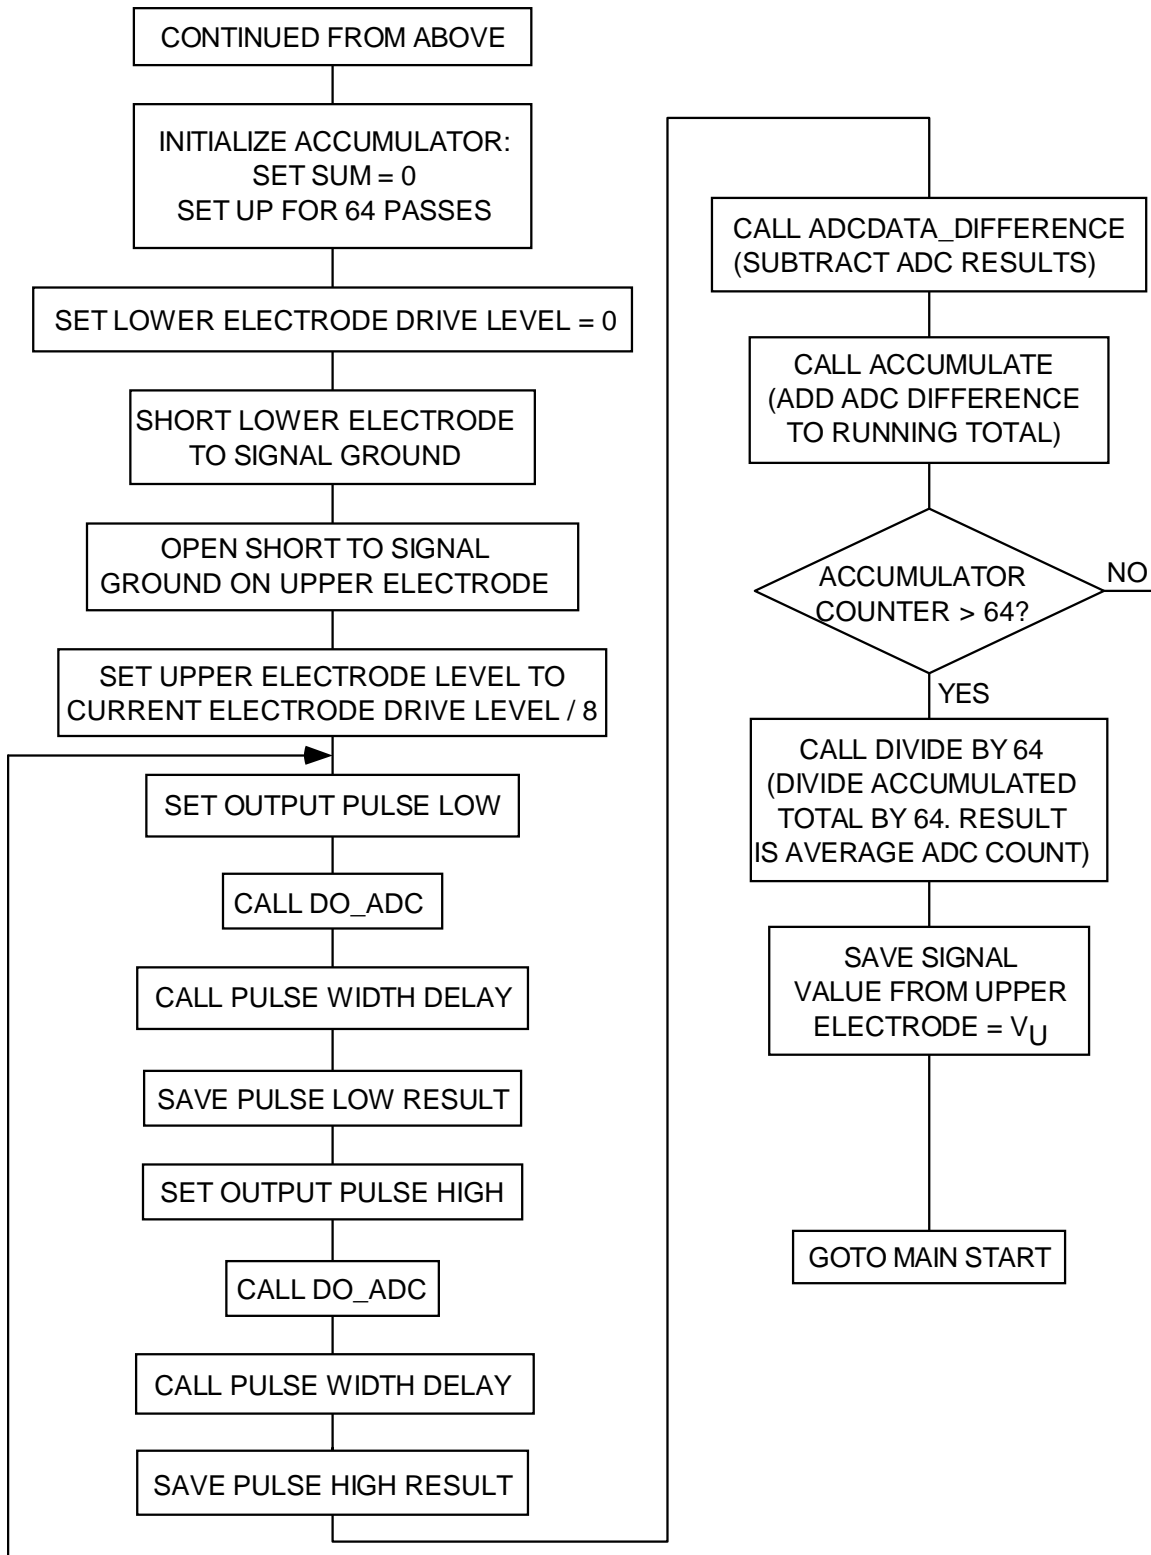 CONTINUED FROM ABOVE
INITIALIZE ACCUMULATOR:
SET SUM = 0
SET UP FOR 64 PASSES
SET LOWER ELECTRODE DRIVE LEVEL = 0
SHORT LOWER ELECTRODE
TO SIGNAL GROUND
OPEN SHORT TO SIGNAL
GROUND ON UPPER ELECTRODE
SET UPPER ELECTRODE LEVEL TO
CURRENT ELECTRODE DRIVE LEVEL / 8
SET OUTPUT PULSE LOW
CALL DO_ADC
CALL PULSE WIDTH DELAY
SAVE PULSE LOW RESULT
SET OUTPUT PULSE HIGH
CALL DO_ADC
CALL PULSE WIDTH DELAY
SAVE PULSE HIGH RESULT
CALL ADCDATA_DIFFERENCE
(SUBTRACT ADC RESULTS)
CALL ACCUMULATE
(ADD ADC DIFFERENCE
TO RUNNING TOTAL)
ACCUMULATOR
COUNTER > 64?
NO
YES
CALL DIVIDE BY 64
(DIVIDE ACCUMULATED
TOTAL BY 64. RESULT
IS AVERAGE ADC COUNT)
SAVE SIGNAL
VALUE FROM UPPER
ELECTRODE = VU
GOTO MAIN START